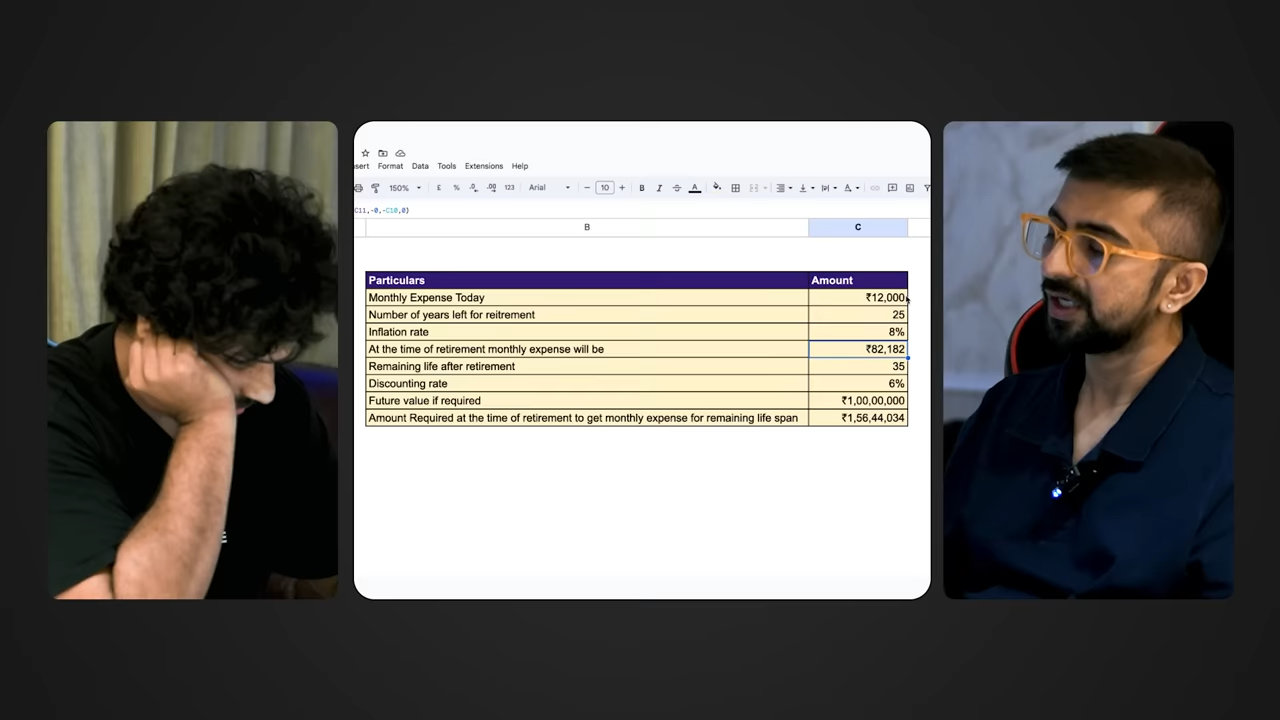 nsert Format Data Tools Extensions Help
150% £ % .0 .00 123 Arial − 10 + B I A
C11,-0,-C10,0)
B C
Particulars Amount
Monthly Expense Today ₹12,000
Number of years left for reitrement 25
Inflation rate 8%
At the time of retirement monthly expense will be ₹82,182
Remaining life after retirement 35
Discounting rate 6%
Future value if required ₹1,00,00,000
Amount Required at the time of retirement to get monthly expense for remaining life span ₹1,56,44,034